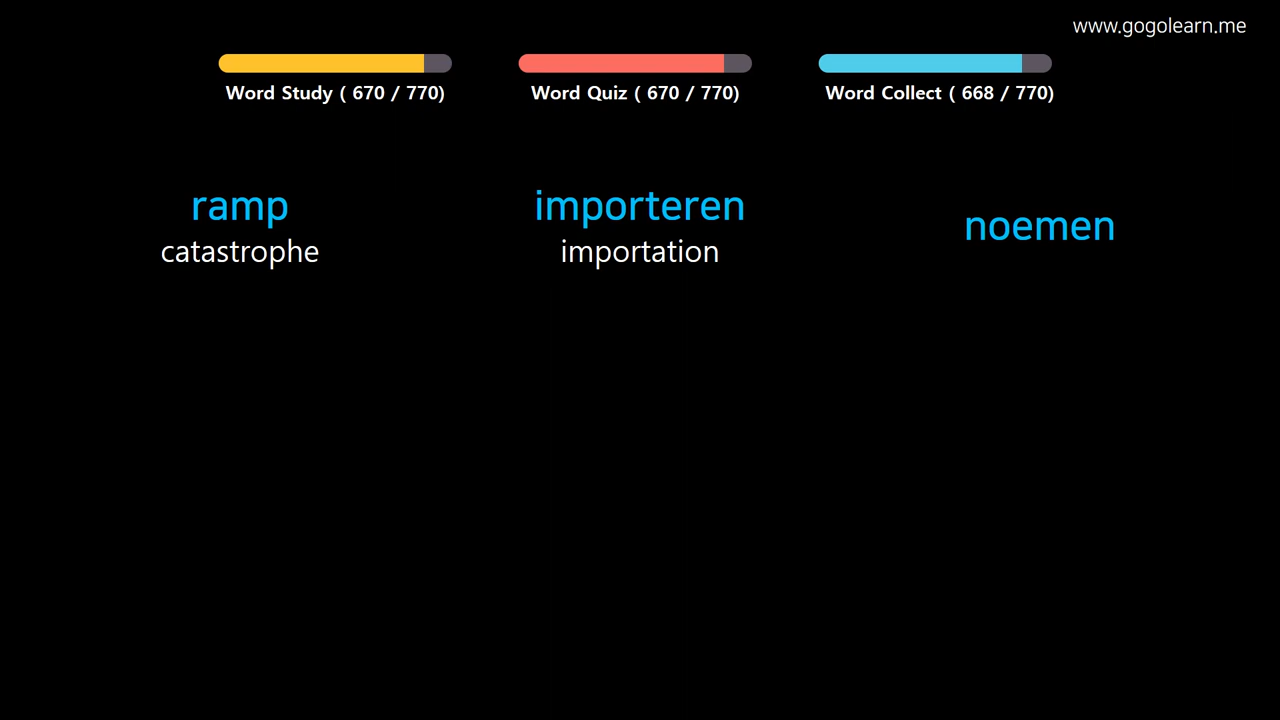 www.gogolearn.me
Word Study ( 670 / 770)
Word Quiz ( 670 / 770)
Word Collect ( 668 / 770)
ramp
catastrophe
importeren
importation
noemen